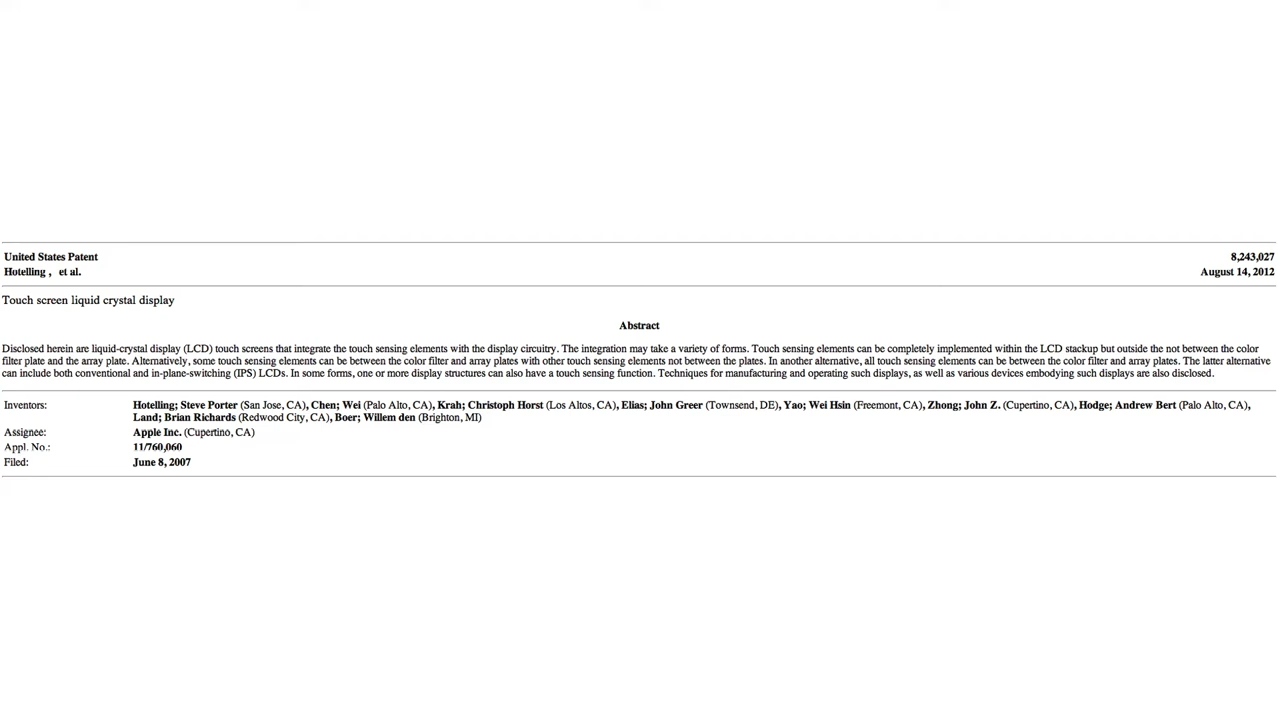 United States Patent 8,243,027
Hotelling , et al. August 14, 2012
Touch screen liquid crystal display
Abstract
Disclosed herein are liquid-crystal display (LCD) touch screens that integrate the touch sensing elements with the display circuitry. The integration may take a variety of forms. Touch sensing elements can be completely implemented within the LCD stackup but outside the not between the color
filter plate and the array plate. Alternatively, some touch sensing elements can be between the color filter and array plates with other touch sensing elements not between the plates. In another alternative, all touch sensing elements can be between the color filter and array plates. The latter alternative
can include both conventional and in-plane-switching (IPS) LCDs. In some forms, one or more display structures can also have a touch sensing function. Techniques for manufacturing and operating such displays, as well as various devices embodying such displays are also disclosed.
Inventors: Hotelling; Steve Porter (San Jose, CA), Chen; Wei (Palo Alto, CA), Krah; Christoph Horst (Los Altos, CA), Elias; John Greer (Townsend, DE), Yao; Wei Hsin (Freemont, CA), Zhong; John Z. (Cupertino, CA), Hodge; Andrew Bert (Palo Alto, CA),
Land; Brian Richards (Redwood City, CA), Boer; Willem den (Brighton, MI)
Assignee: Apple Inc. (Cupertino, CA)
Appl. No.: 11/760,060
Filed: June 8, 2007